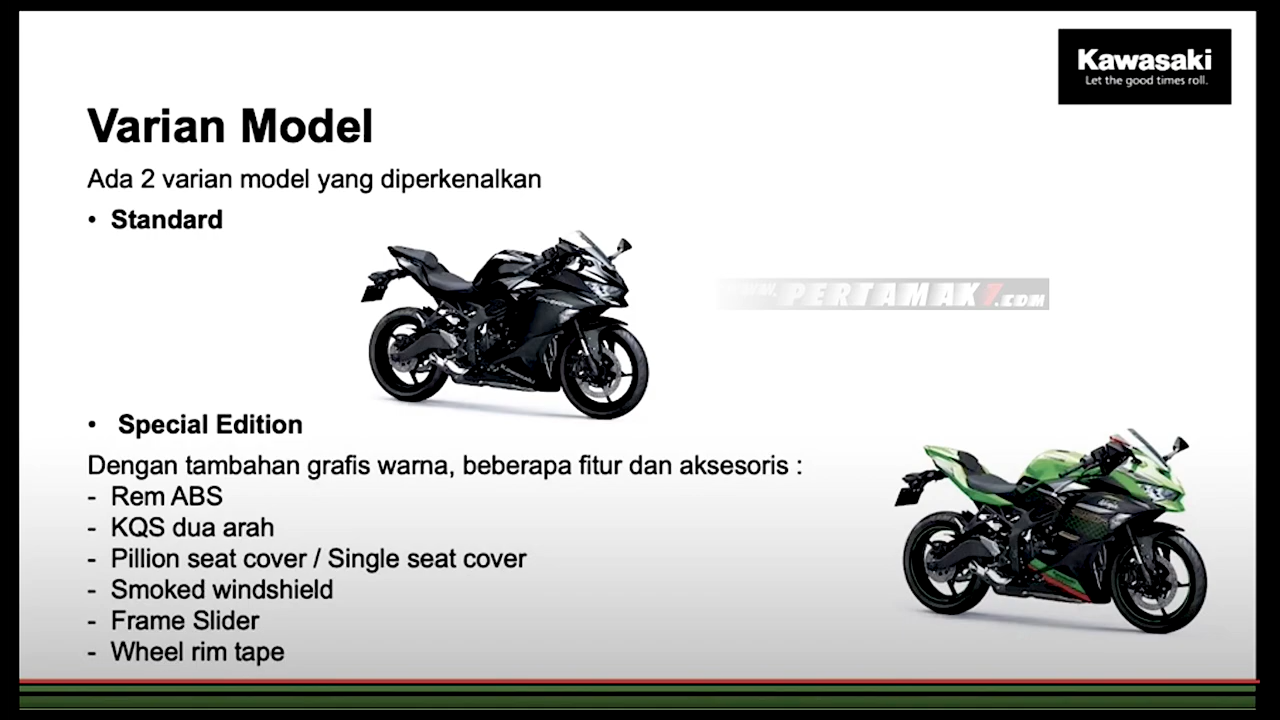 Kawasaki
Let the good times roll.
Varian Model
Ada 2 varian model yang diperkenalkan
• Standard
www.PERTAMAX7.com
• Special Edition
Dengan tambahan grafis warna, beberapa fitur dan aksesoris :
- Rem ABS
- KQS dua arah
- Pillion seat cover / Single seat cover
- Smoked windshield
- Frame Slider
- Wheel rim tape